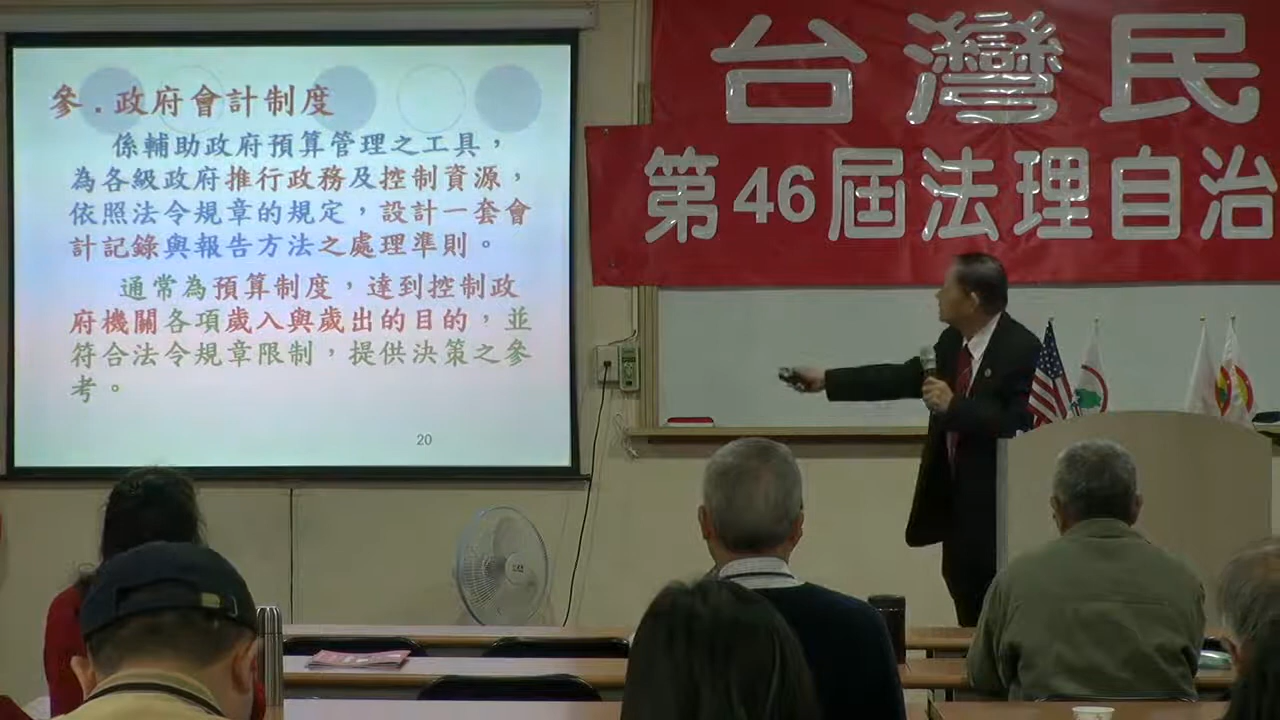 參.政府會計制度
係輔助政府預算管理之工具,
為各級政府推行政務及控制資源,
依照法令規章的規定,設計一套會
計記錄與報告方法之處理準則。
通常為預算制度,達到控制政
府機關各項歲入與歲出的目的,並
符合法令規章限制,提供決策之參
考。
20
台灣民
第46屆法理自治